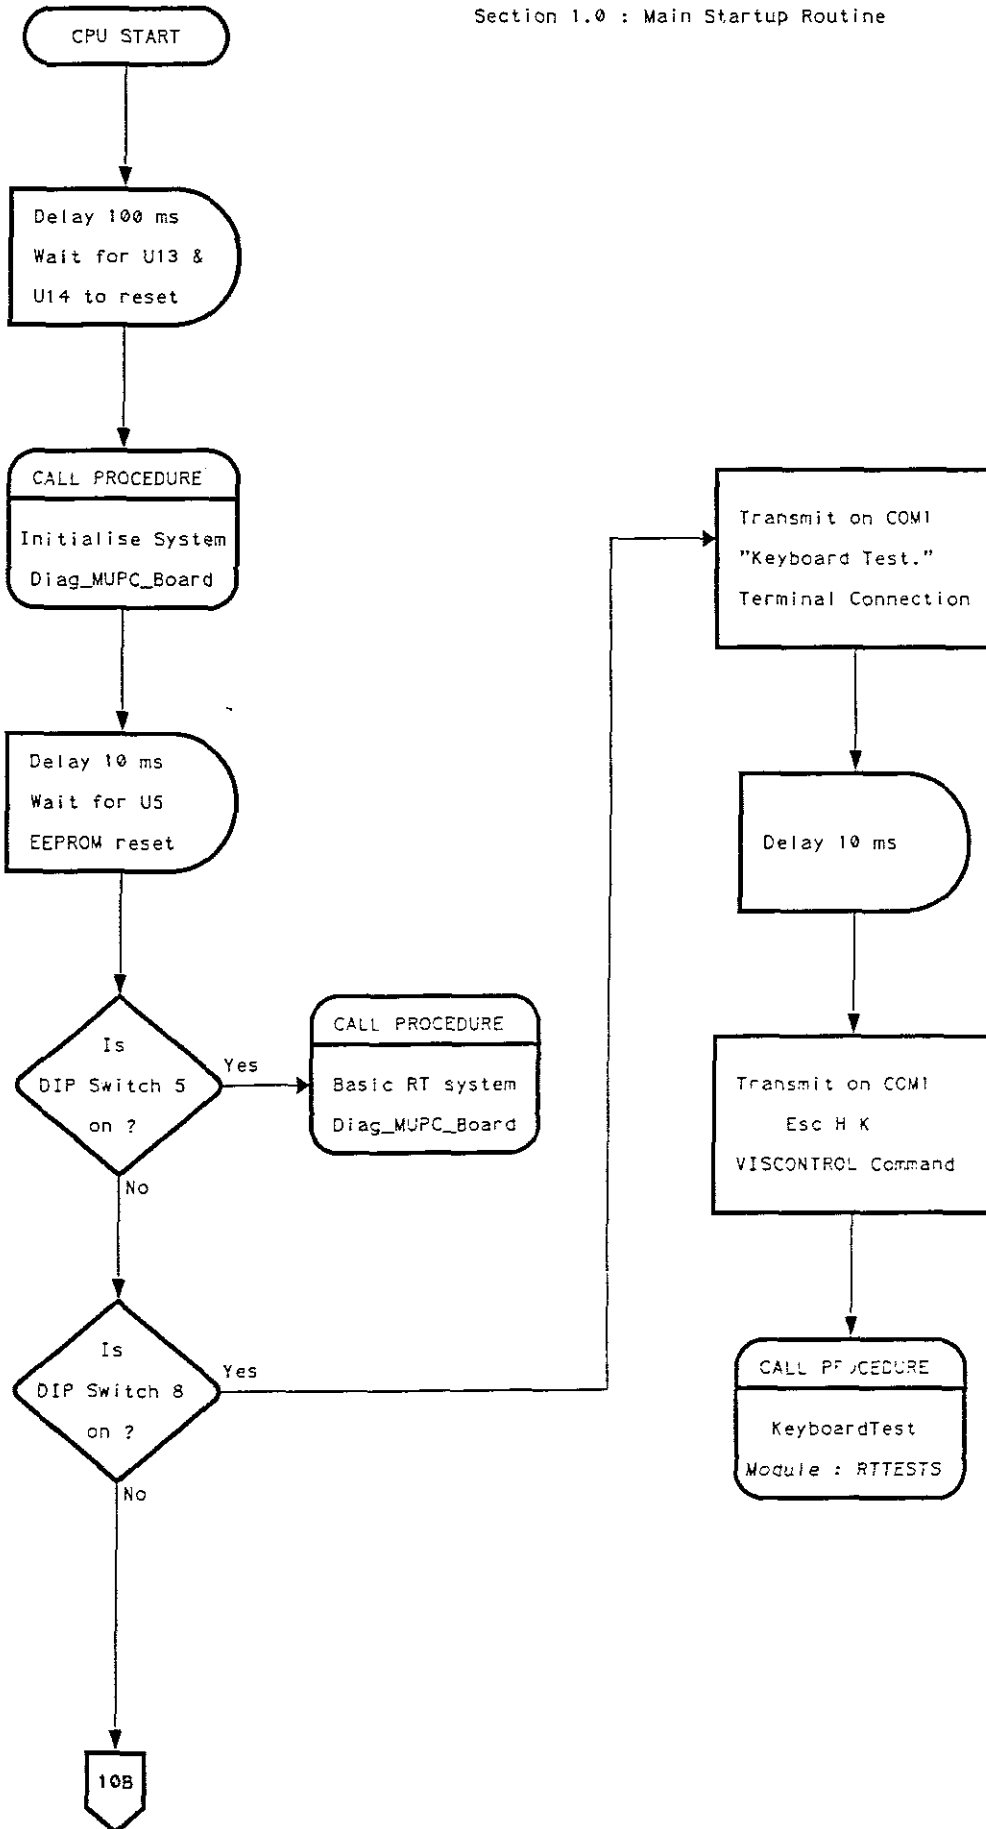 Section 1.0 : Main Startup Routine
CPU START
Delay 100 ms
Wait for U13 &
U14 to reset
CALL PROCEDURE
Initialise System
Diag_MUPC_Board
Delay 10 ms
Wait for U5
EEPROM reset
Is
DIP Switch 5
on ?
Yes
No
CALL PROCEDURE
Basic RT system
Diag_MUPC_Board
Is
DIP Switch 8
on ?
Yes
No
10B
Transmit on COM1
"Keyboard Test."
Terminal Connection
Delay 10 ms
Transmit on COM1
Esc H K
VISCONTROL Command
CALL PROCEDURE
KeyboardTest
Module : RTTESTS